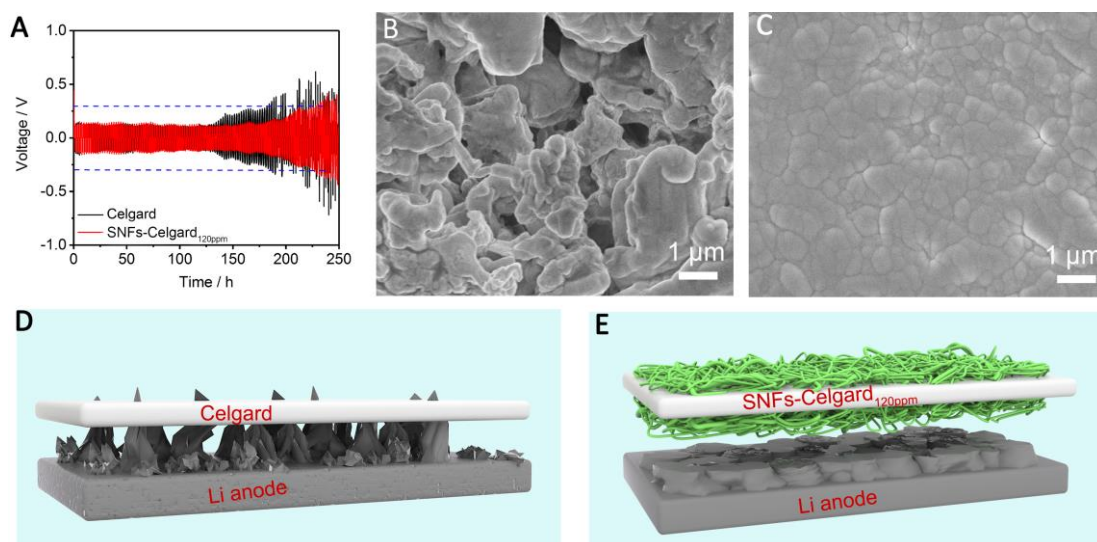 A
1.0
0.5
0.0
-0.5
-1.0
Voltage / V
Celgard
SNFs-Celgard120ppm
0 50 100 150 200 250
Time / h
B
1 μm
C
1 μm
D
Celgard
Li anode
E
SNFs-Celgard120ppm
Li anode